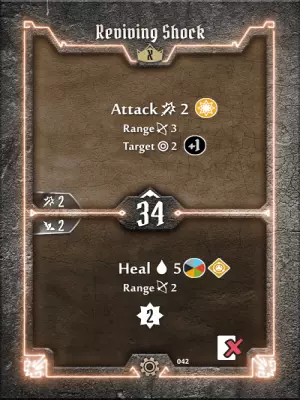 Reviving Shock
X
Attack 2
Range 3
Target 2 +1
2
34
2
Heal 5
Range 2
2
042